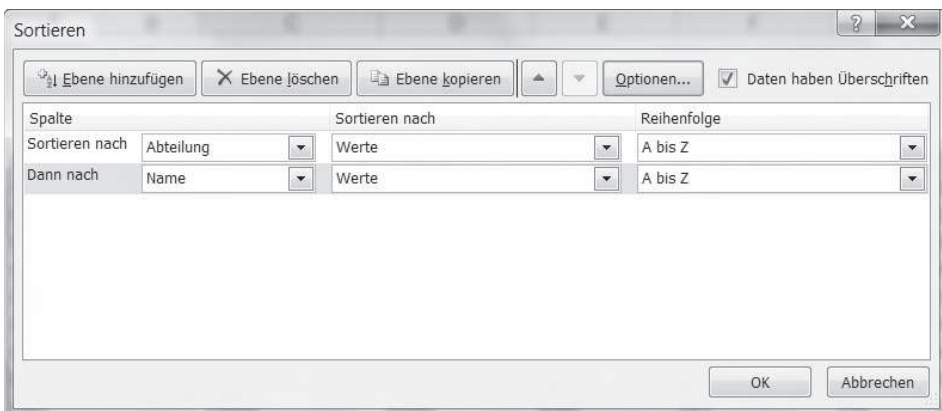 Sortieren
Ebene hinzufügen Ebene löschen Ebene kopieren Optionen... Daten haben Überschriften
Spalte Sortieren nach Reihenfolge
Sortieren nach Abteilung Werte A bis Z
Dann nach Name Werte A bis Z
OK Abbrechen